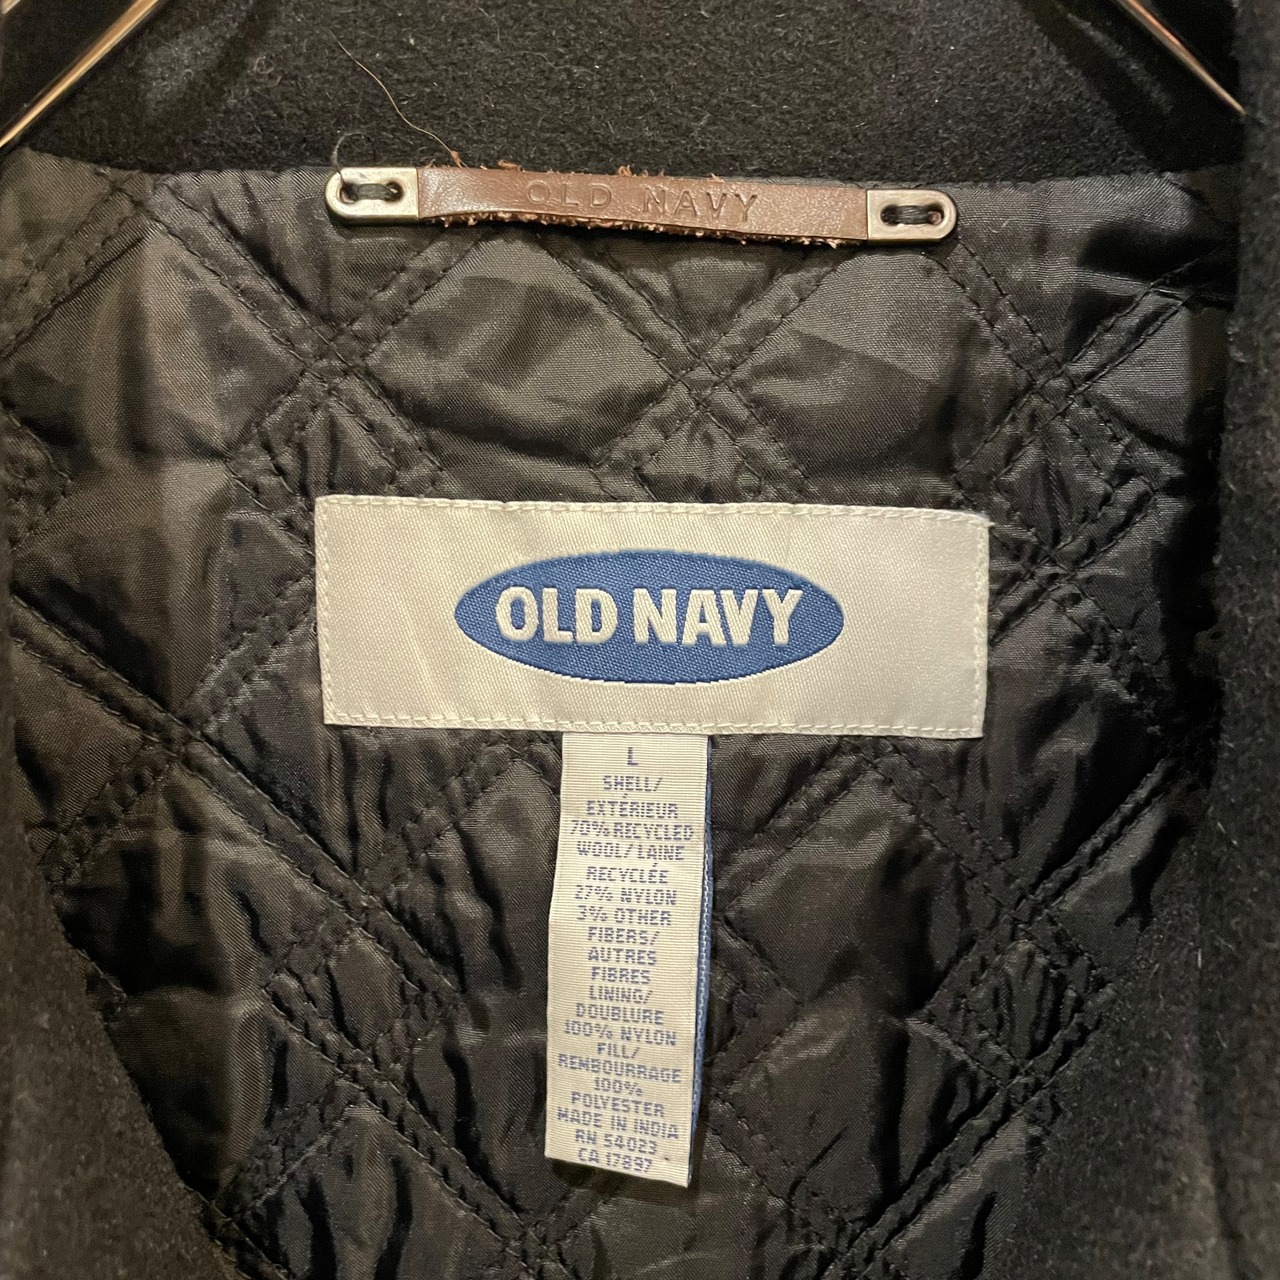 OLD NAVY
OLD NAVY
L
SHELL/
EXTÉRIEUR
70% RECYCLED
WOOL/LAINE
RECYCLÉE
27% NYLON
3% OTHER
FIBERS/
AUTRES
FIBRES
LINING/
DOUBLURE
100% NYLON
FILL/
REMBOURRAGE
100%
POLYESTER
MADE IN INDIA
RN 54023
CA 17897